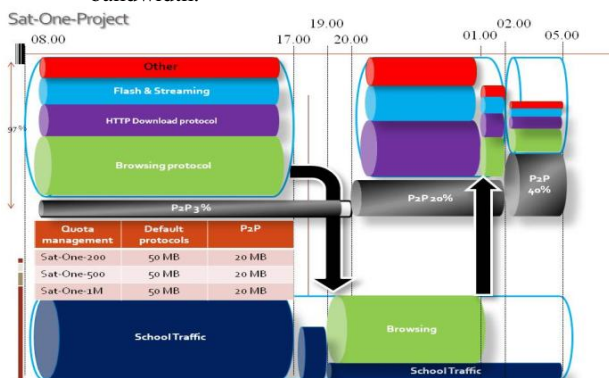 bandwidth.
Sat-One-Project
08.00
17.00
19.00
20.00
01.00
02.00
05.00
97%
Other
Flash & Streaming
HTTP Download protocol
Browsing protocol
P2P 3 %
P2P 20%
P2P
40%
Quota management
Default protocols
P2P
Sat-One-200
50 MB
20 MB
Sat-One-500
50 MB
20 MB
Sat-One-1M
50 MB
20 MB
School Traffic
Browsing
School Traffic